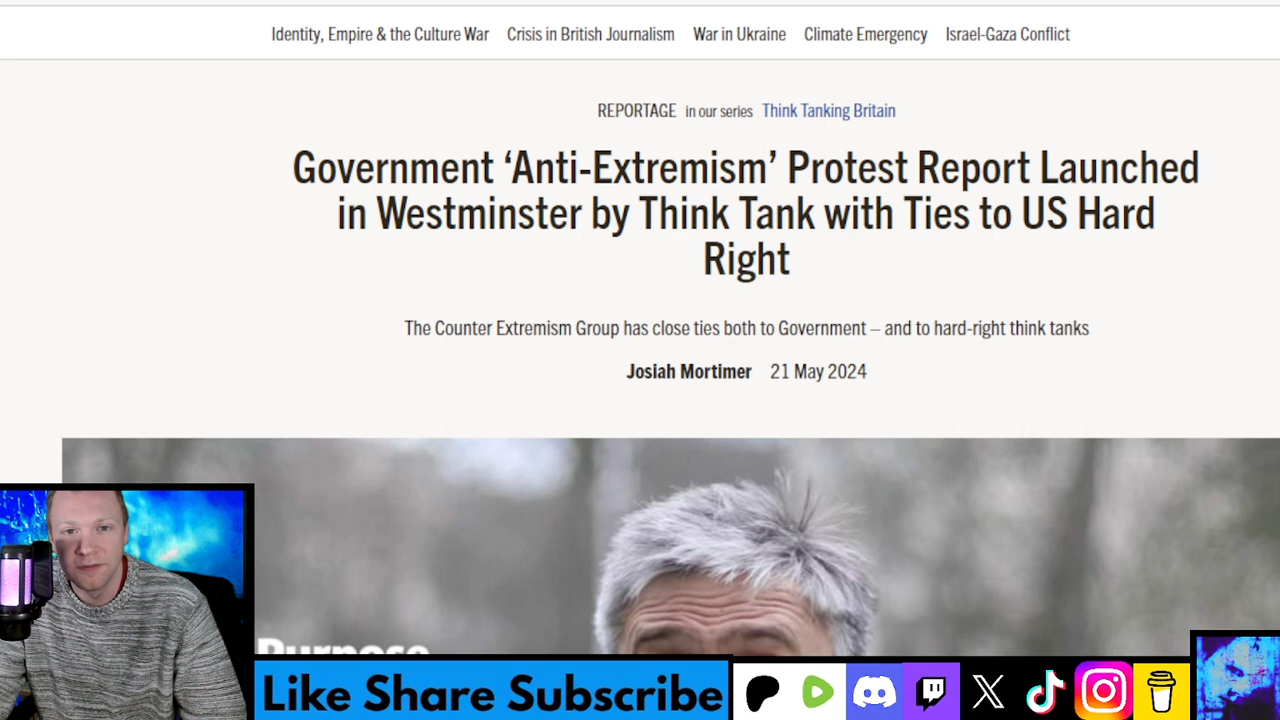 Identity, Empire & the Culture War Crisis in British Journalism War in Ukraine Climate Emergency Israel-Gaza Conflict
REPORTAGE in our series Think Tanking Britain
Government ‘Anti-Extremism’ Protest Report Launched
in Westminster by Think Tank with Ties to US Hard
Right
The Counter Extremism Group has close ties both to Government – and to hard-right think tanks
Josiah Mortimer 21 May 2024
Purpose
Like Share Subscribe